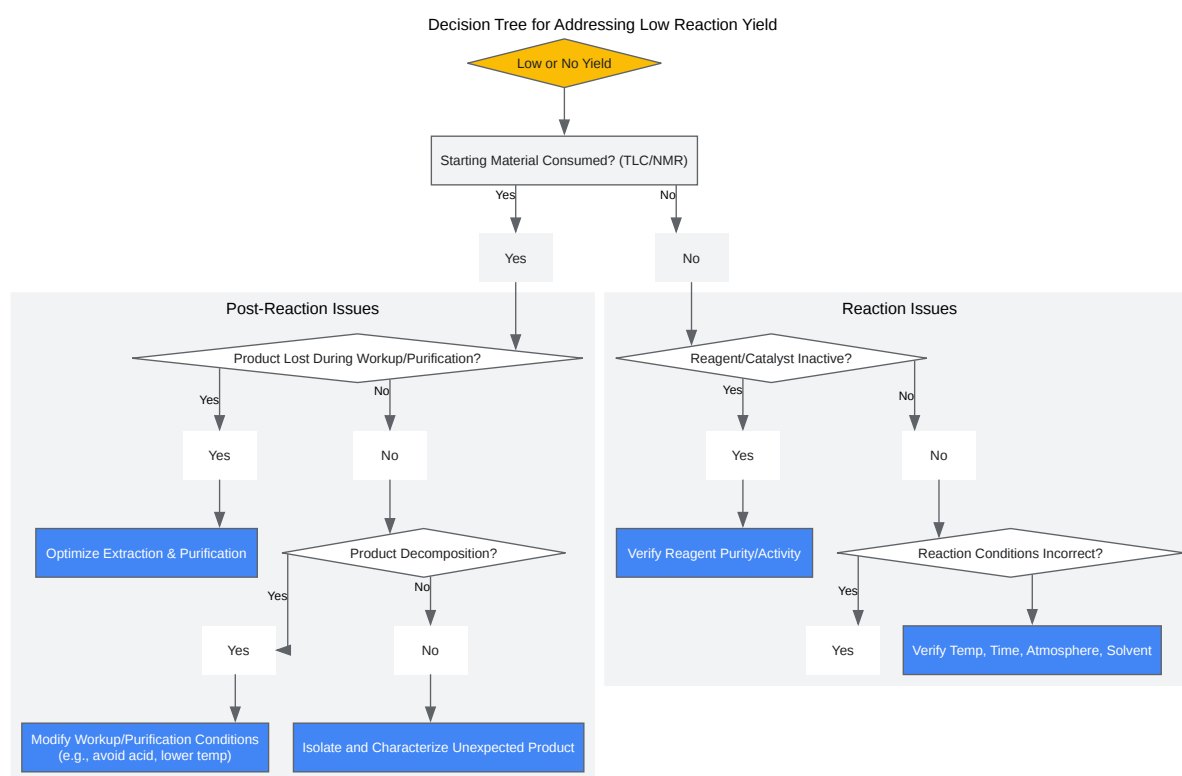 Decision Tree for Addressing Low Reaction Yield
Low or No Yield
Starting Material Consumed? (TLC/NMR)
Yes
No
Yes
No
Post-Reaction Issues
Reaction Issues
Product Lost During Workup/Purification?
Reagent/Catalyst Inactive?
Yes
No
Yes
No
Yes
No
Yes
No
Optimize Extraction & Purification
Product Decomposition?
Verify Reagent Purity/Activity
Reaction Conditions Incorrect?
Yes
No
Yes
Yes
No
Yes
Verify Temp, Time, Atmosphere, Solvent
Modify Workup/Purification Conditions
(e.g., avoid acid, lower temp)
Isolate and Characterize Unexpected Product